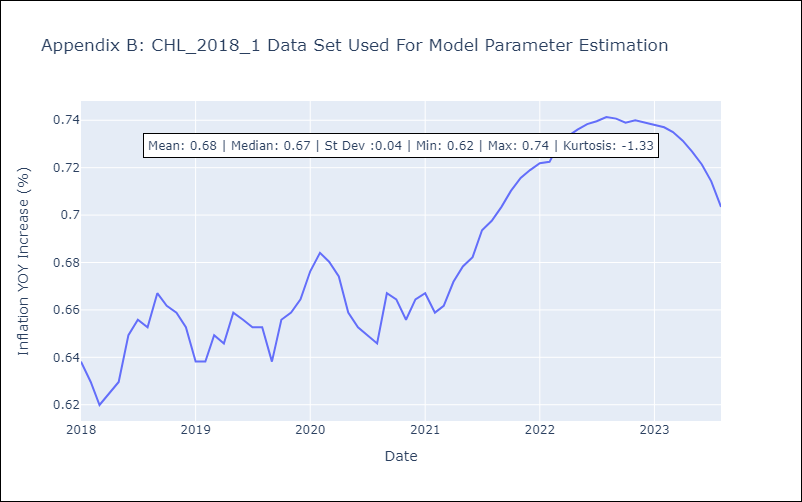 Appendix B: CHL_2018_1 Data Set Used For Model Parameter Estimation
0.74
Mean: 0.68 | Median: 0.67 | St Dev :0.04 | Min: 0.62 | Max: 0.74 | Kurtosis: -1.33
0.72
0.7
0.68
0.66
0.64
0.62
Inflation YOY Increase (%)
2018 2019 2020 2021 2022 2023
Date